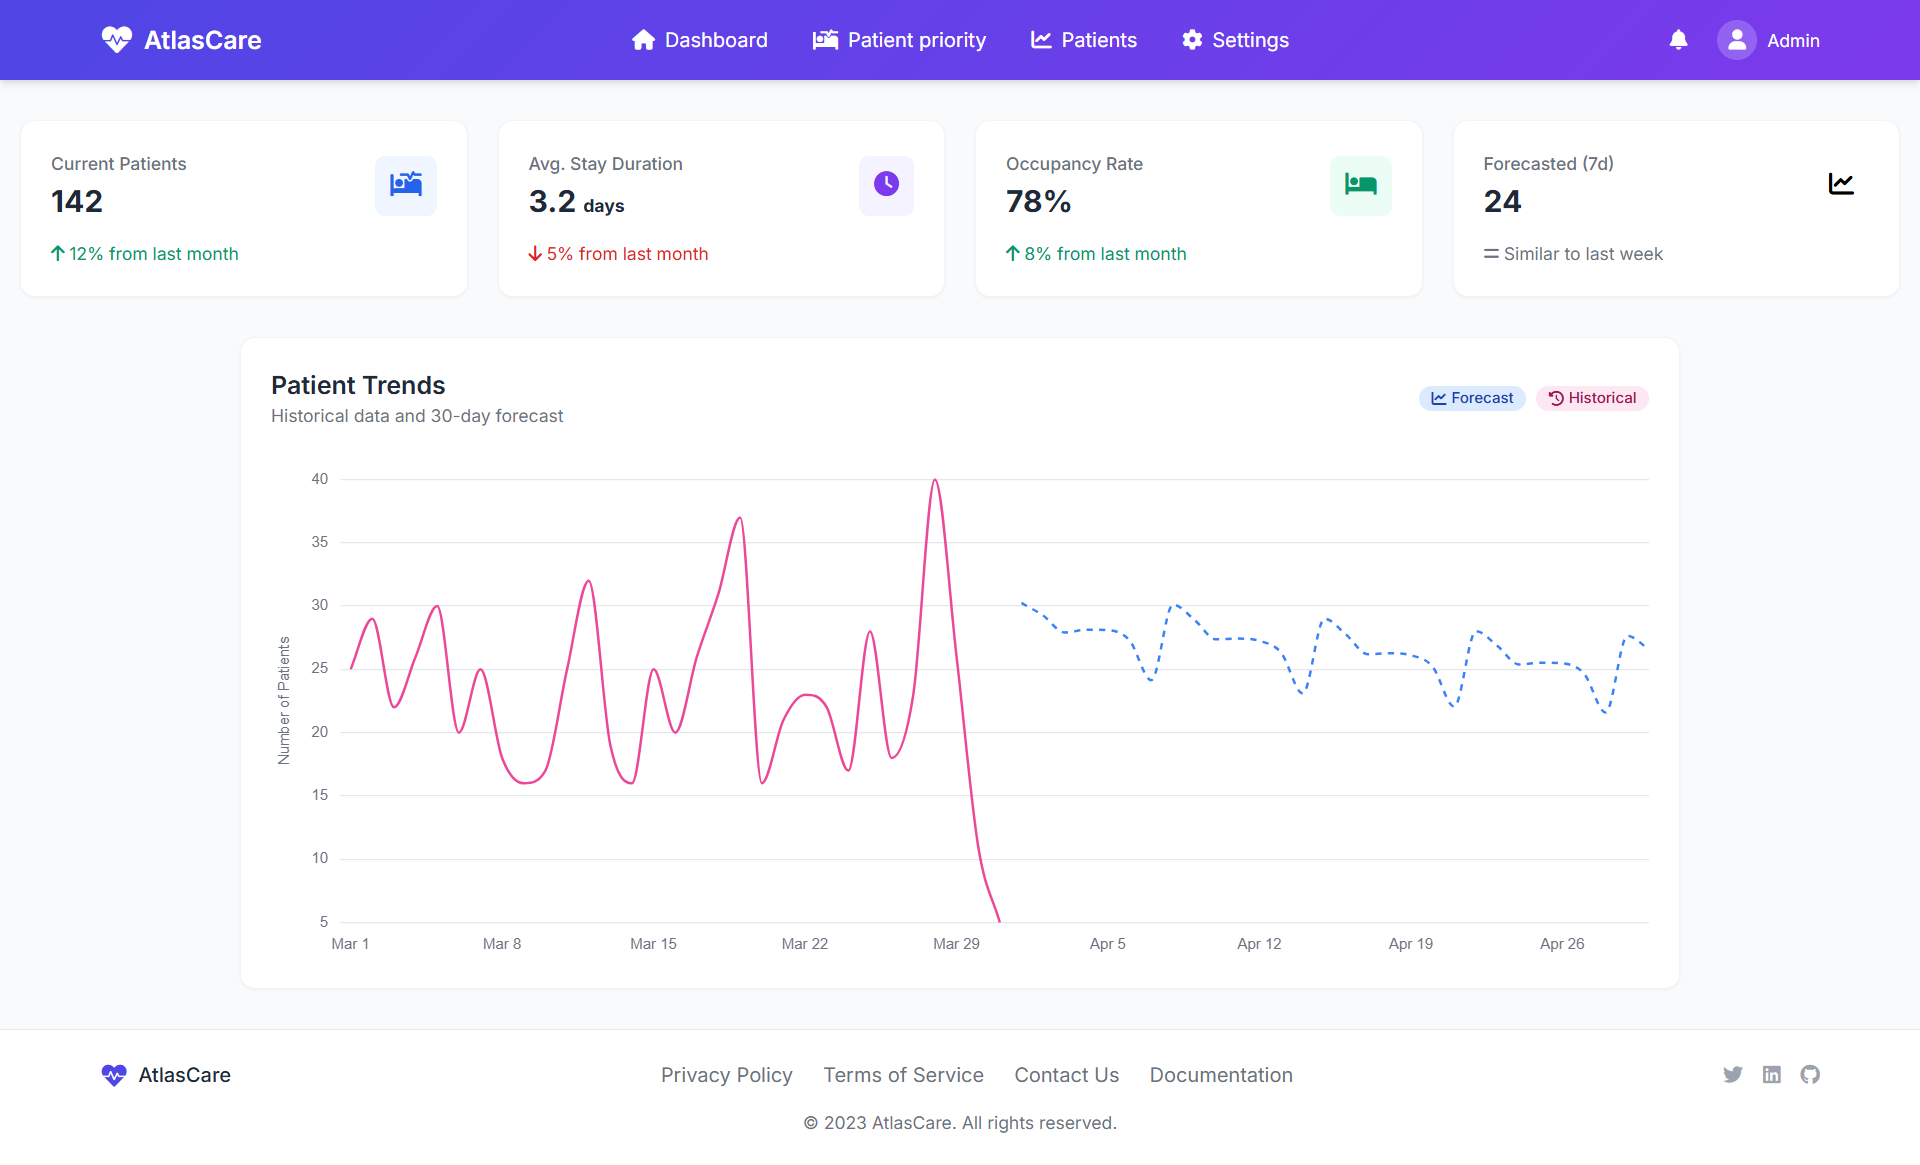 AtlasCare
Dashboard
Patient priority
Patients
Settings
Admin
Current Patients
142
12% from last month
Avg. Stay Duration
3.2 days
5% from last month
Occupancy Rate
78%
8% from last month
Forecasted (7d)
24
Similar to last week
Patient Trends
Historical data and 30-day forecast
Forecast
Historical
Number of Patients
40
35
30
25
20
15
10
5
Mar 1
Mar 8
Mar 15
Mar 22
Mar 29
Apr 5
Apr 12
Apr 19
Apr 26
AtlasCare
Privacy Policy
Terms of Service
Contact Us
Documentation
© 2023 AtlasCare. All rights reserved.